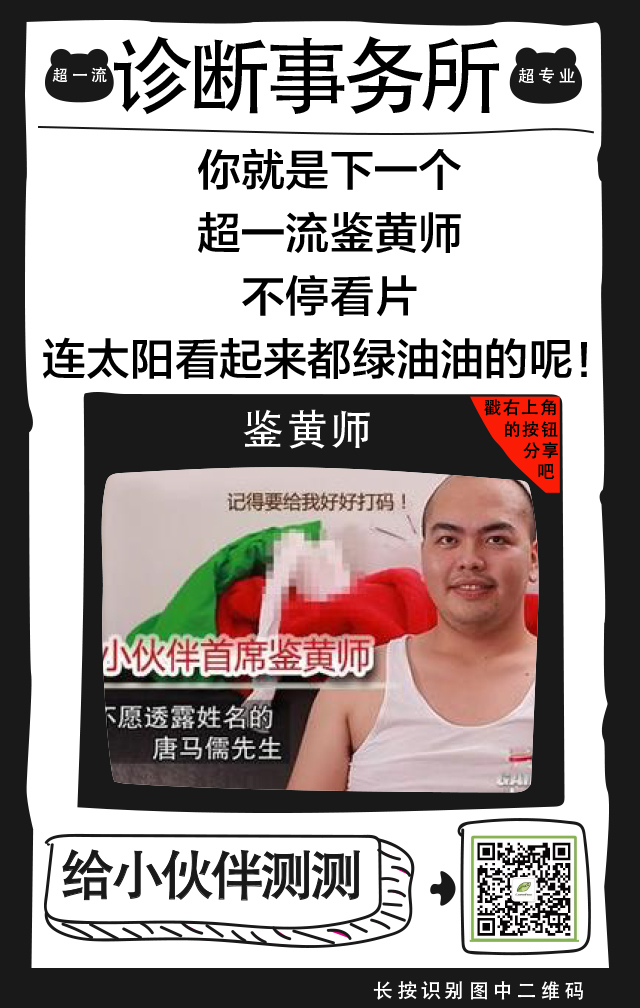 超一流
诊断事务所
超专业
你就是下一个
超一流鉴黄师
不停看片
连太阳看起来都绿油油的呢！
鉴黄师
戳右上角
的按钮
分享
吧
记得要给我好好打码！
小伙伴首席鉴黄师
不愿透露姓名的
唐马儒先生
给小伙伴测测
长按识别图中二维码